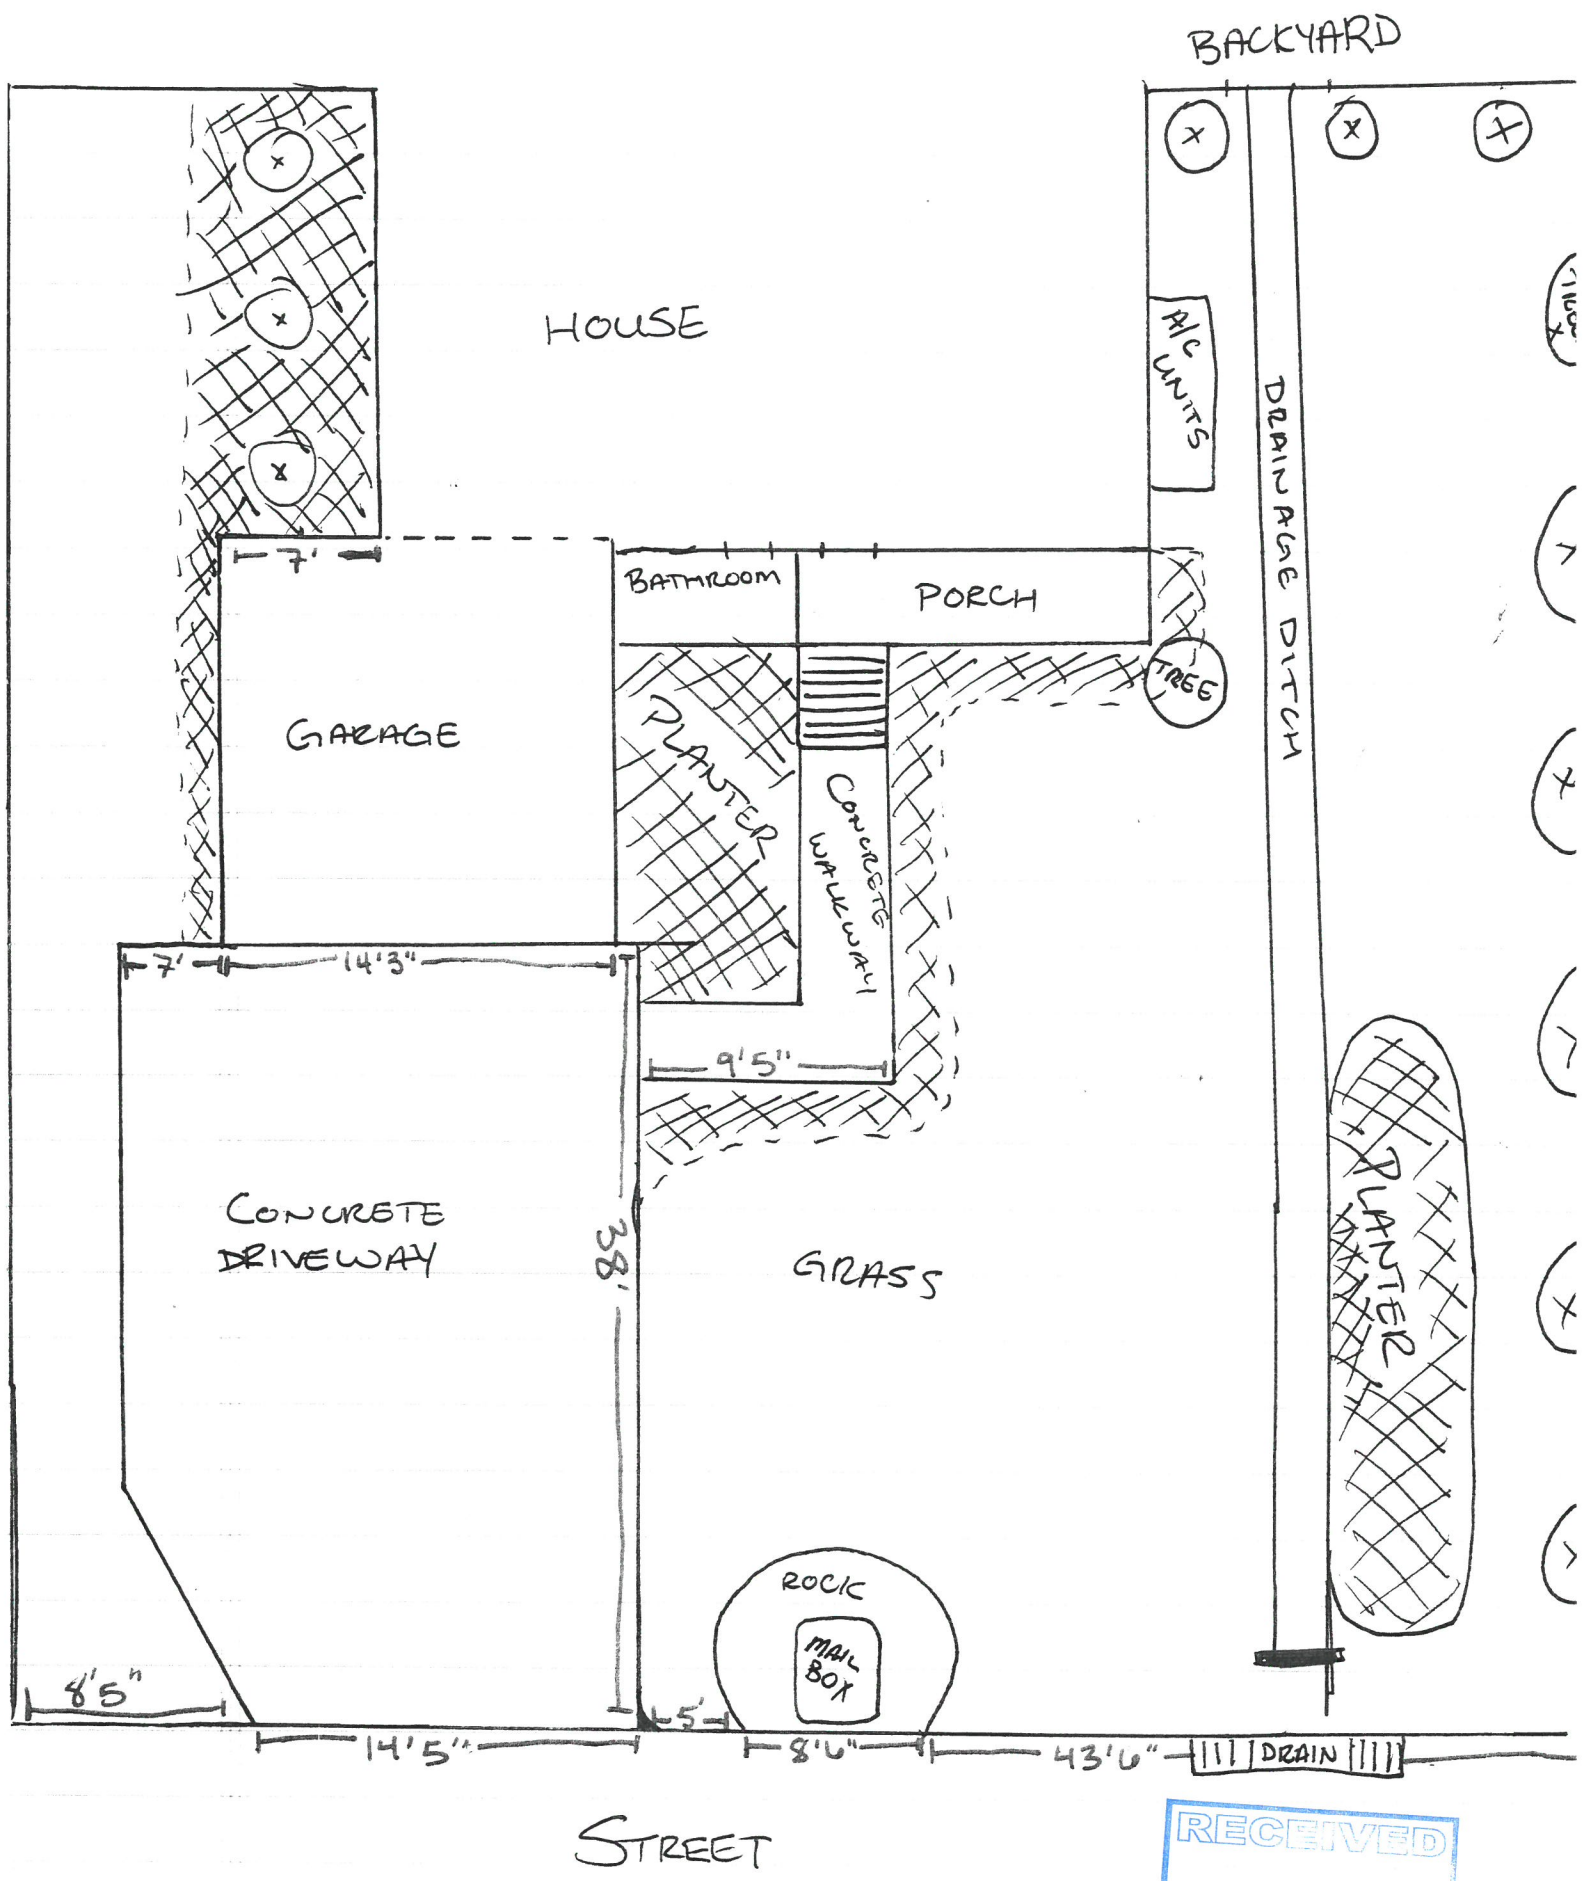 BACKYARD
HOUSE
A/C
UNITS
DRAINAGE DITCH
7'
BATHROOM
PORCH
TREE
GARAGE
PLANTER
CONCRETE
WALKWAY
7'
14'3"
9'5"
CONCRETE
DRIVEWAY
38'
GRASS
PLANTER
ROCK
MAIL
BOX
8'5"
5'
14'5"
8'6"
43'6"
DRAIN
STREET
RECEIVED